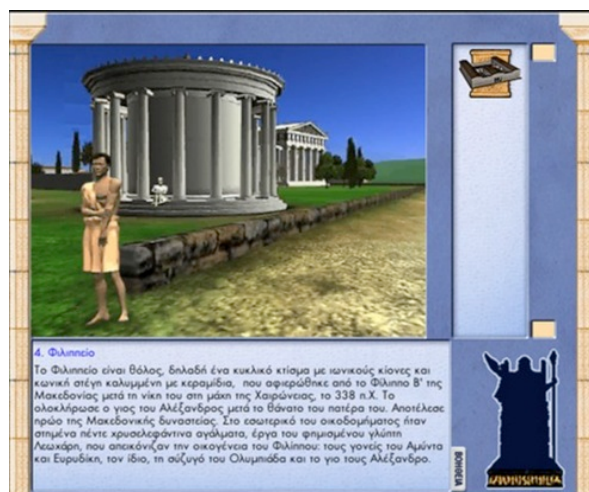 4. Φιλιππείο
Το Φιλιππείο είναι θόλος, δηλαδή ένα κυκλικό κτίσμα με ιωνικούς κίονες και
κωνική στέγη καλυμμένη με κεραμίδια, που αφιερώθηκε από το Φίλιππο Β' της
Μακεδονίας μετά τη νίκη του στη μάχη της Χαιρώνειας, το 338 π.Χ. Το
ολοκλήρωσε ο γιος του Αλέξανδρος μετά το θάνατο του πατέρα του. Αποτέλεσε
ηρώο της Μακεδονικής δυναστείας. Στο εσωτερικό του οικοδομήματος ήταν
στημένα πέντε χρυσελεφάντινα αγάλματα, έργα του φημισμένου γλύπτη
Λεωχάρη, που απεικόνιζαν την οικογένεια του Φιλίππου: τους γονείς του Αμύντα
και Ευρυδίκη, τον ίδιο, τη σύζυγό του Ολυμπιάδα και το γιο τους Αλέξανδρο.
ΒΟΗΘΕΙΑ